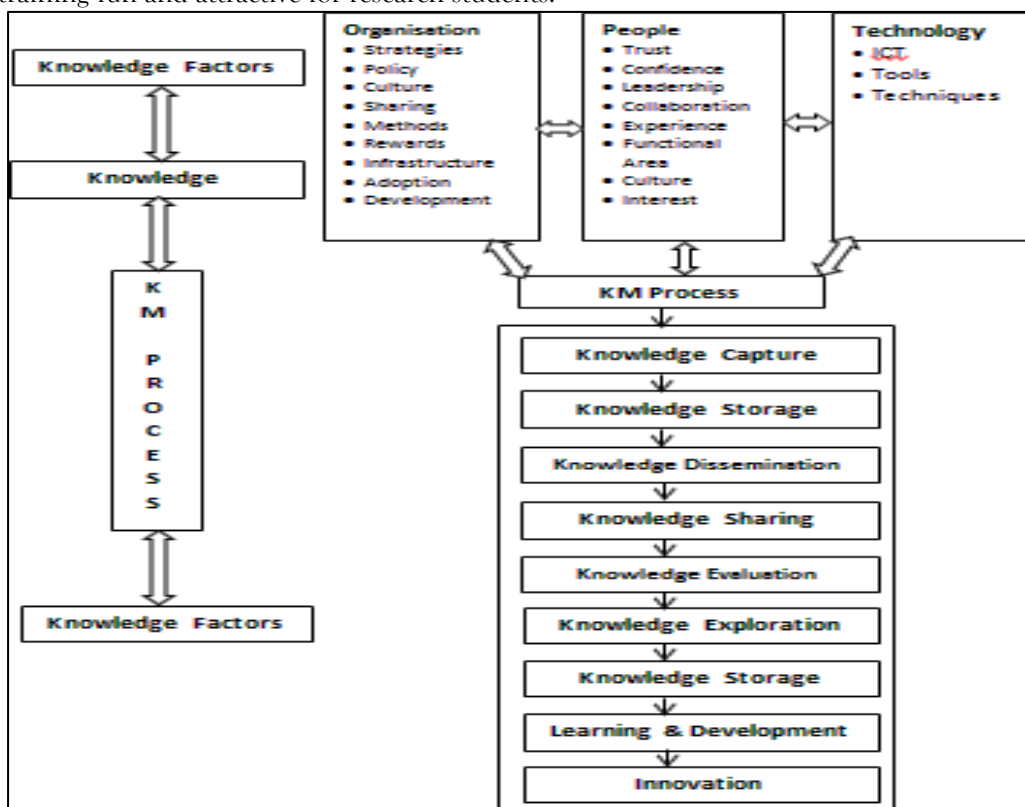 training fun and attractive for research students.
Knowledge Factors
Knowledge
K
M
P
R
O
C
E
S
S
Knowledge Factors
Organisation
• Strategies
• Policy
• Culture
• Sharing
• Methods
• Rewards
• Infrastructure
• Adoption
• Development
People
• Trust
• Confidence
• Leadership
• Collaboration
• Experience
• Functional
Area
• Culture
• Interest
Technology
• ICT
• Tools
• Techniques
KM Process
Knowledge Capture
Knowledge Storage
Knowledge Dissemination
Knowledge Sharing
Knowledge Evaluation
Knowledge Exploration
Knowledge Storage
Learning & Development
Innovation